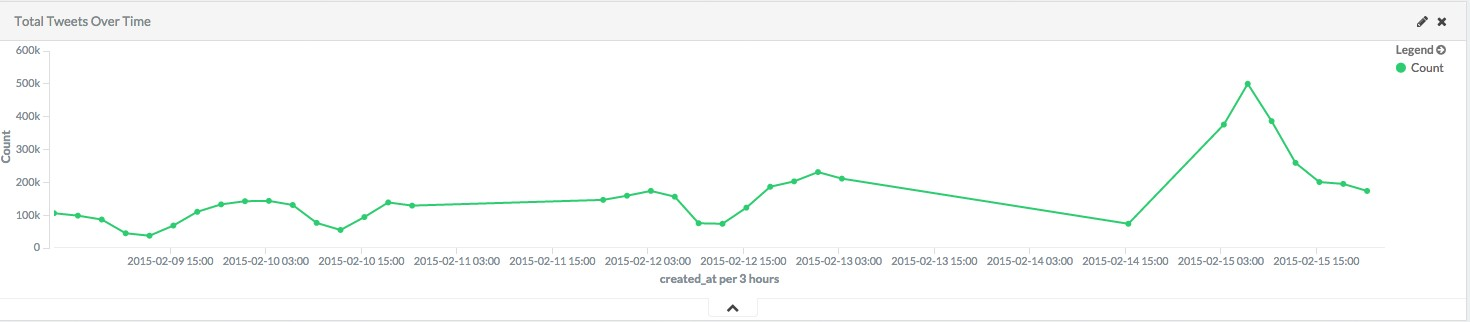 Total Tweets Over Time
Legend
Count
600k
500k
400k
300k
200k
100k
0
Count
2015-02-09 15:00 2015-02-10 03:00 2015-02-10 15:00 2015-02-11 03:00 2015-02-11 15:00 2015-02-12 03:00 2015-02-12 15:00 2015-02-13 03:00 2015-02-13 15:00 2015-02-14 03:00 2015-02-14 15:00 2015-02-15 03:00 2015-02-15 15:00
created_at per 3 hours